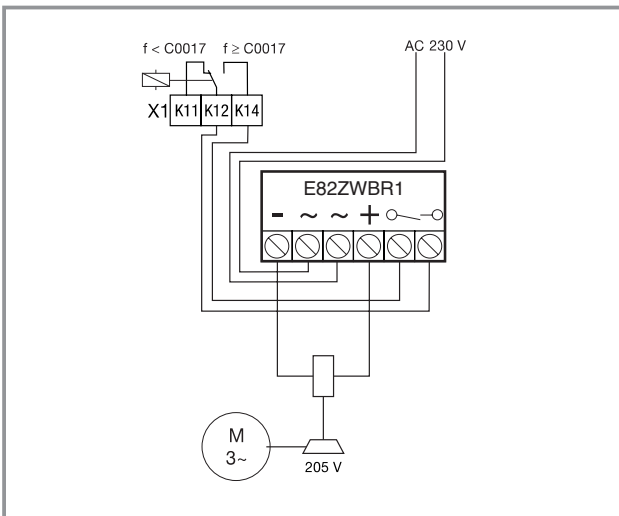 f < C0017 f ≥ C0017 AC 230 V
X1 K11 K12 K14
E82ZWBR1
- ~ ~ +
M
3~
205 V